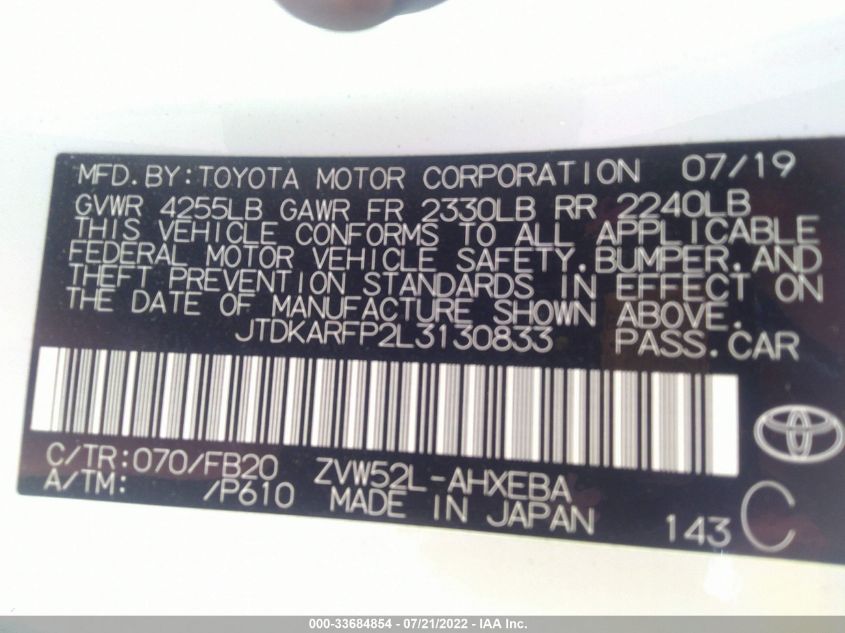 MFD.BY:TOYOTA MOTOR CORPORATION 07/19
GVWR 4255LB GAWR FR 2330LB RR 2240LB
THIS VEHICLE CONFORMS TO ALL APPLICABLE
FEDERAL MOTOR VEHICLE SAFETY,BUMPER,AND
THEFT PREVENTION STANDARDS IN EFFECT ON
THE DATE OF MANUFACTURE SHOWN ABOVE.
JTDKARFP2L3130833 PASS.CAR
C/TR:070/FB20 ZVW52L-AHXEBA
A/TM: /P610 MADE IN JAPAN 143 C
000-33684854 - 07/21/2022 - IAA Inc.